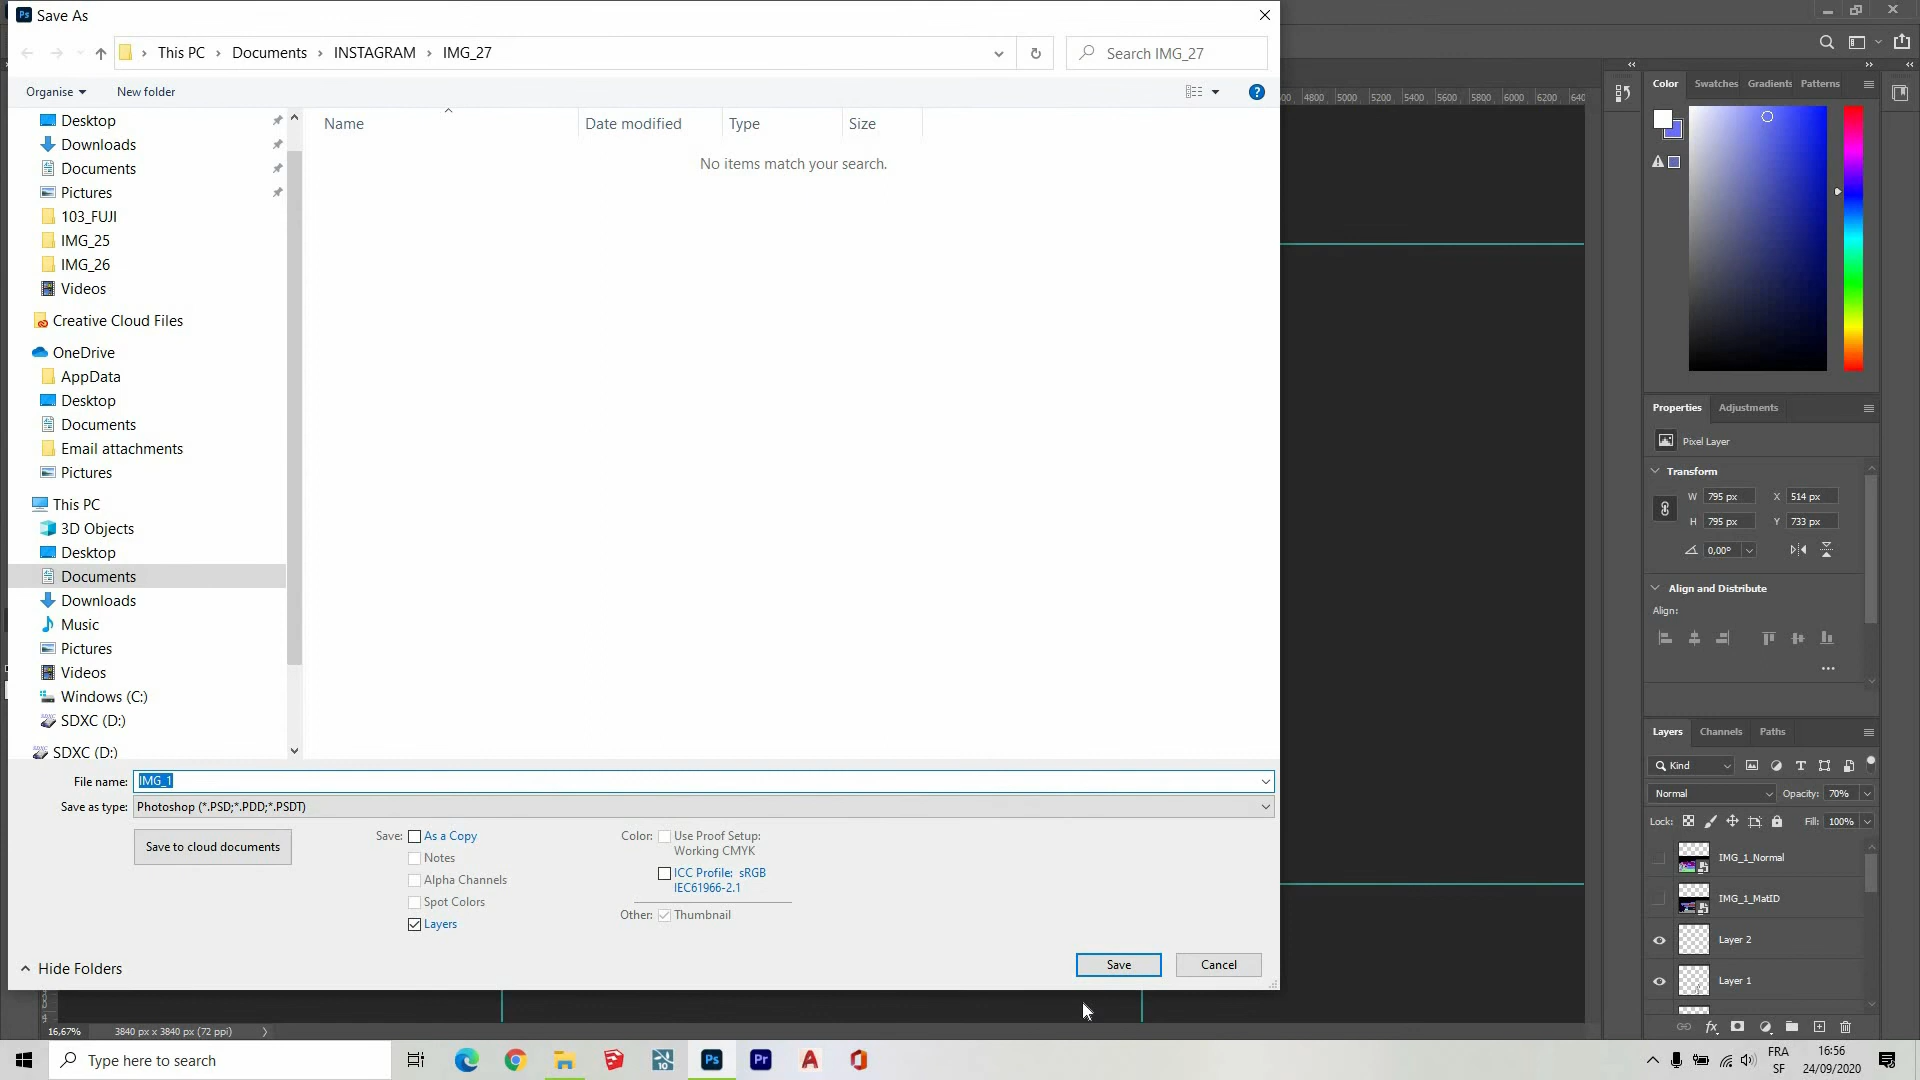 Save As
This PC
Documents
INSTAGRAM
IMG_27
Search IMG_27
Organise
New folder
Name
Date modified
Type
Size
No items match your search.
Desktop
Downloads
Documents
Pictures
103_FUJI
IMG_25
IMG_26
Videos
Creative Cloud Files
OneDrive
AppData
Desktop
Documents
Email attachments
Pictures
This PC
3D Objects
Desktop
Documents
Downloads
Music
Pictures
Videos
Windows (C:)
SDXC (D:)
SDXC (D:)
File name: IMG_1
Save as type: Photoshop (*.PSD;*.PDD;*.PSDT)
Save to cloud documents
Save: As a Copy
Notes
Alpha Channels
Spot Colors
Layers
Color: Use Proof Setup:
Working CMYK
ICC Profile: sRGB
IEC61966-2.1
Other: Thumbnail
Hide Folders
Save
Cancel
4800 5000 5200 5400 5600 5800 6000 6200
Color Swatches Gradients Patterns
Properties Adjustments
Pixel Layer
Transform
W 795 px X 514 px
H 795 px Y 733 px
0,00°
Align and Distribute
Align:
Layers Channels Paths
Kind
Normal Opacity: 70%
Lock: Fill: 100%
IMG_1_Normal
IMG_1_MatID
Layer 2
Layer 1
16,67% 3840 px x 3840 px (72 ppi)
Type here to search
FRA
SF
16:56
24/09/2020